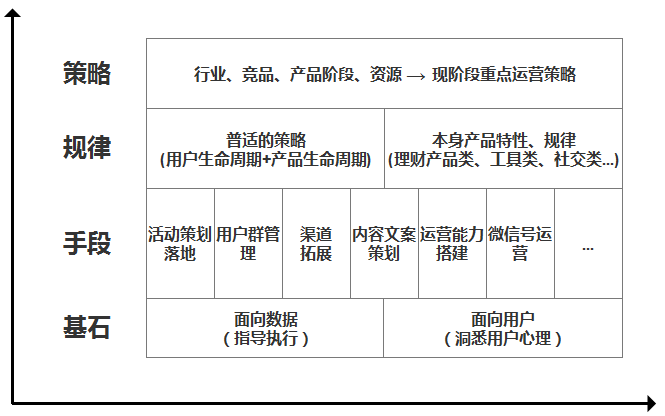 策略
行业、竞品、产品阶段、资源 → 现阶段重点运营策略
规律
普适的策略
(用户生命周期+产品生命周期)
本身产品特性、规律
(理财产品类、工具类、社交类...)
手段
活动策划
落地
用户群管
理
渠道
拓展
内容文案
策划
运营能力
搭建
微信号运
营
...
基石
面向数据
（指导执行）
面向用户
（洞悉用户心理）